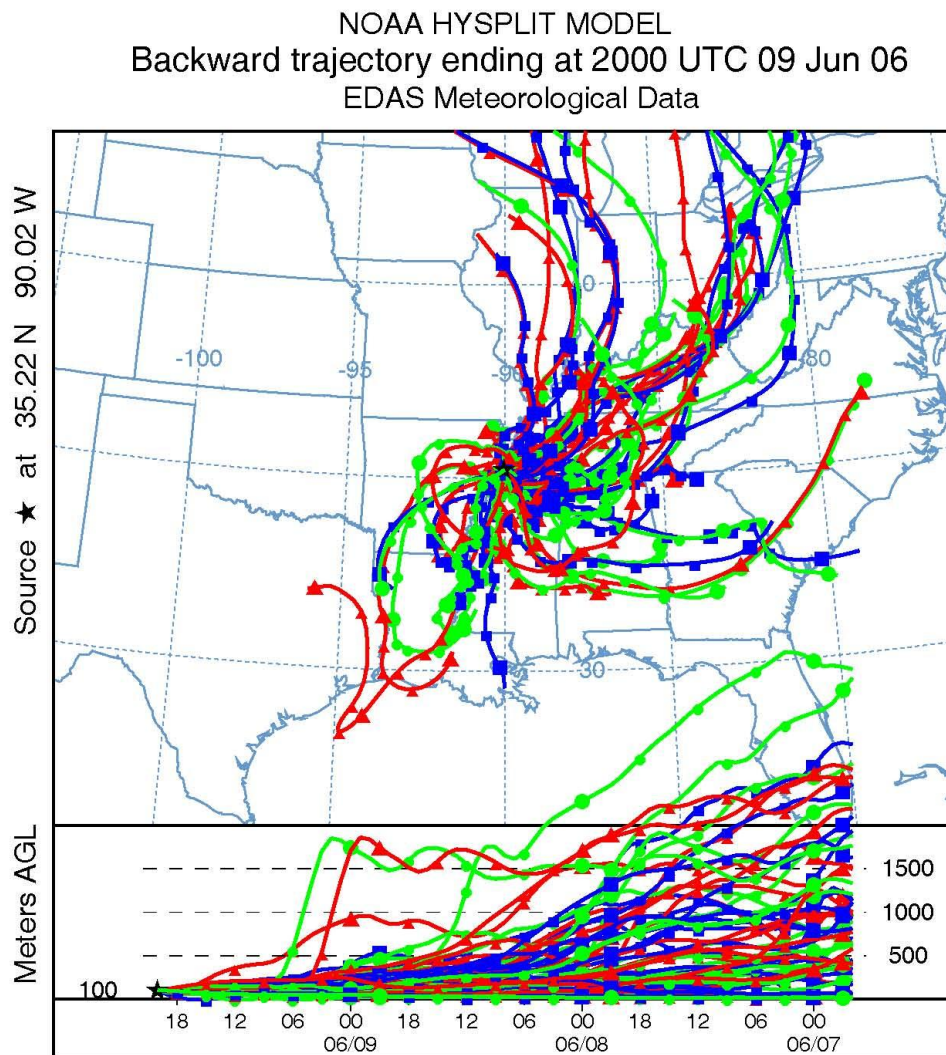 NOAA HYSPLIT MODEL
Backward trajectory ending at 2000 UTC 09 Jun 06
EDAS Meteorological Data
Source ★ at 35.22 N 90.02 W
-100
-95
-90
-80
30
Meters AGL
1500
1000
500
100
18 12 06 00 18 12 06 00 18 12 06 00
06/09 06/08 06/07